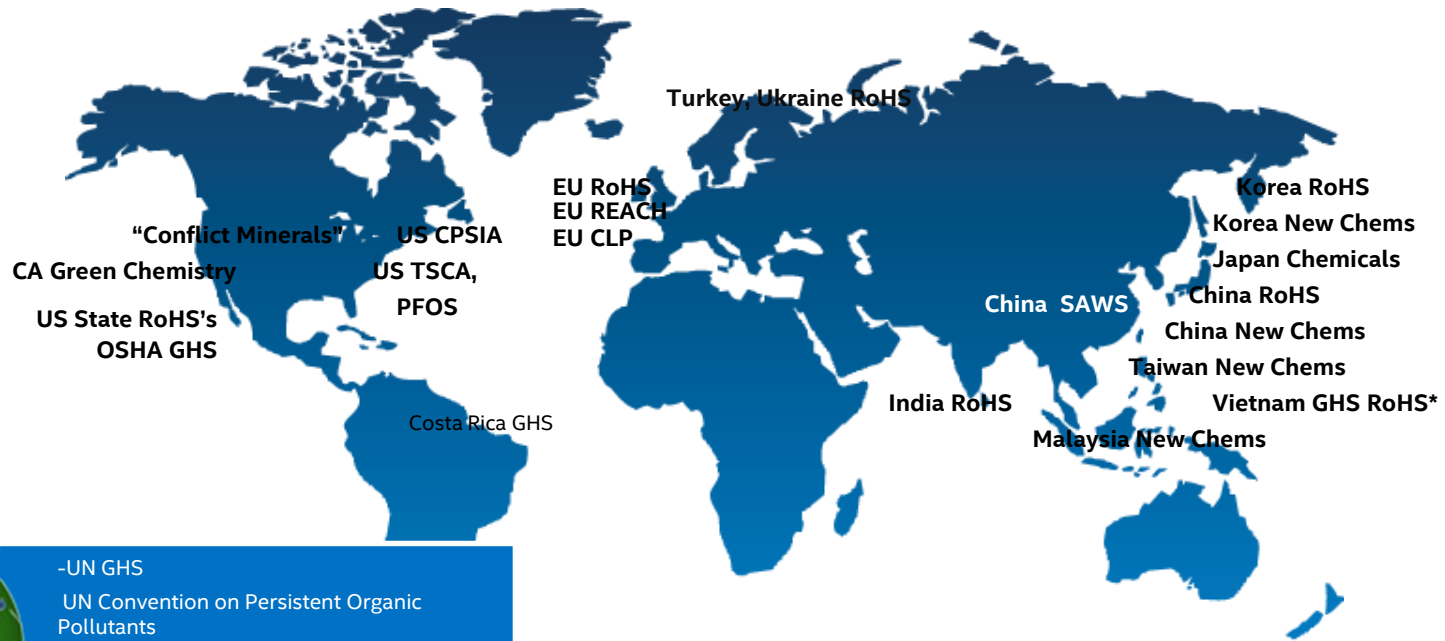 Turkey, Ukraine RoHS
EU RoHS
EU REACH
EU CLP
“Conflict Minerals”
US CPSIA
CA Green Chemistry
US TSCA,
PFOS
US State RoHS's
OSHA GHS
Costa Rica GHS
Korea RoHS
Korea New Chems
Japan Chemicals
China SAWS
China RoHS
China New Chems
Taiwan New Chems
India RoHS
Vietnam GHS RoHS*
Malaysia New Chems
-UN GHS
UN Convention on Persistent Organic
Pollutants